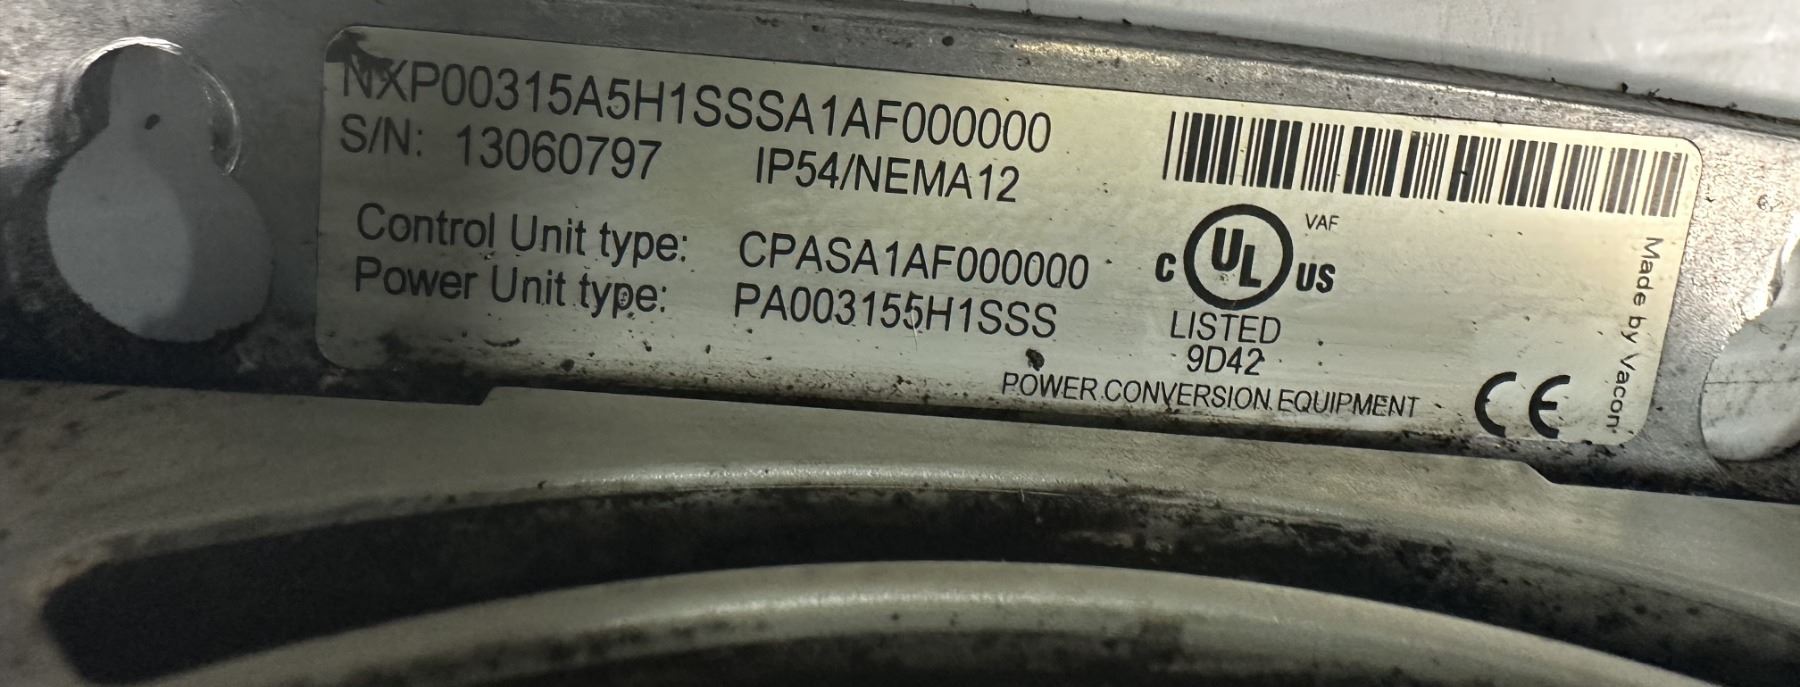 NXP00315A5H1SSSA1AF000000
S/N: 13060797 IP54/NEMA12
Control Unit type: CPASA1AF000000
Power Unit type: PA003155H1SSS
VAF
C UL US
LISTED
9D42
POWER CONVERSION EQUIPMENT
CE
Made by Vacon